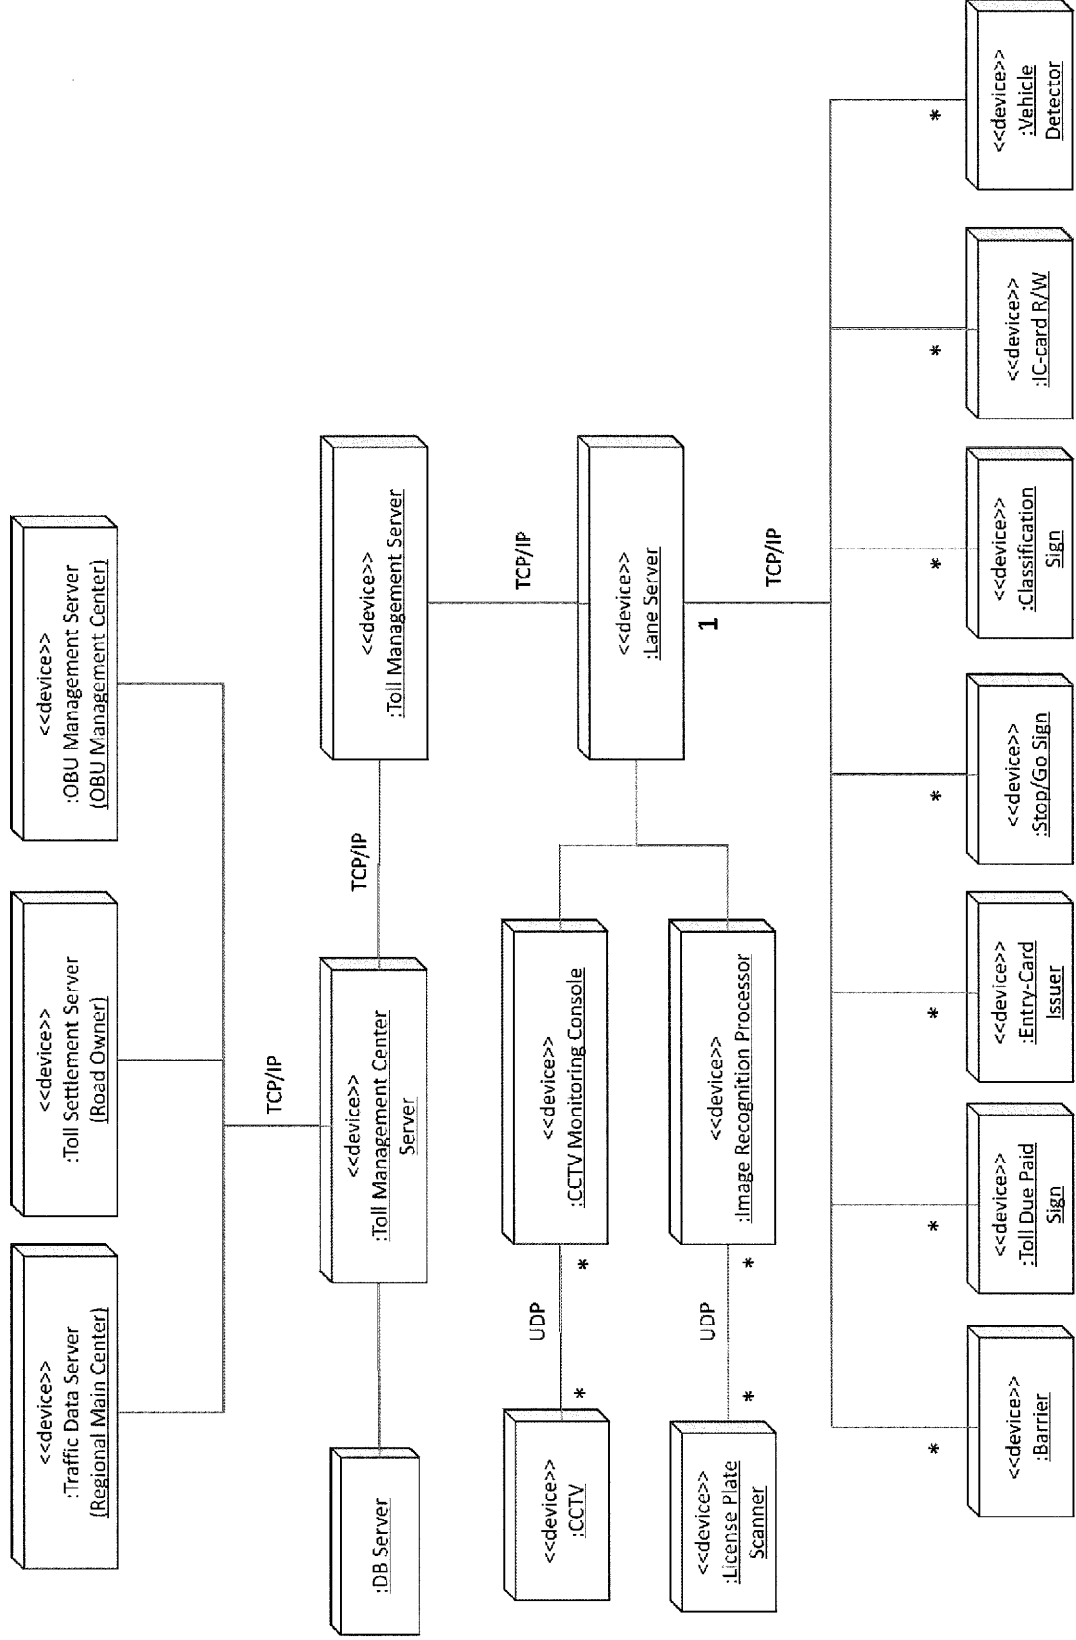 <<device>>
:Traffic Data Server
(Regional Main Center)
<<device>>
:Toll Settlement Server
(Road Owner)
<<device>>
:OBU Management Server
(OBU Management Center)
TCP/IP
:DB Server
<<device>>
:Toll Management Center
Server
TCP/IP
<<device>>
:Toll Management Server
TCP/IP
<<device>>
:CCTV
*
UDP
*
<<device>>
:CCTV Monitoring Console
<<device>>
:Lane Server
1
<<device>>
:License Plate
Scanner
*
UDP
*
<<device>>
:Image Recognition Processor
TCP/IP
*
*
*
*
*
*
*
<<device>>
:Barrier
<<device>>
:Toll Due Paid
Sign
<<device>>
:Entry-Card
Issuer
<<device>>
:Stop/Go Sign
<<device>>
:Classification
Sign
<<device>>
:IC-card R/W
<<device>>
:Vehicle
Detector